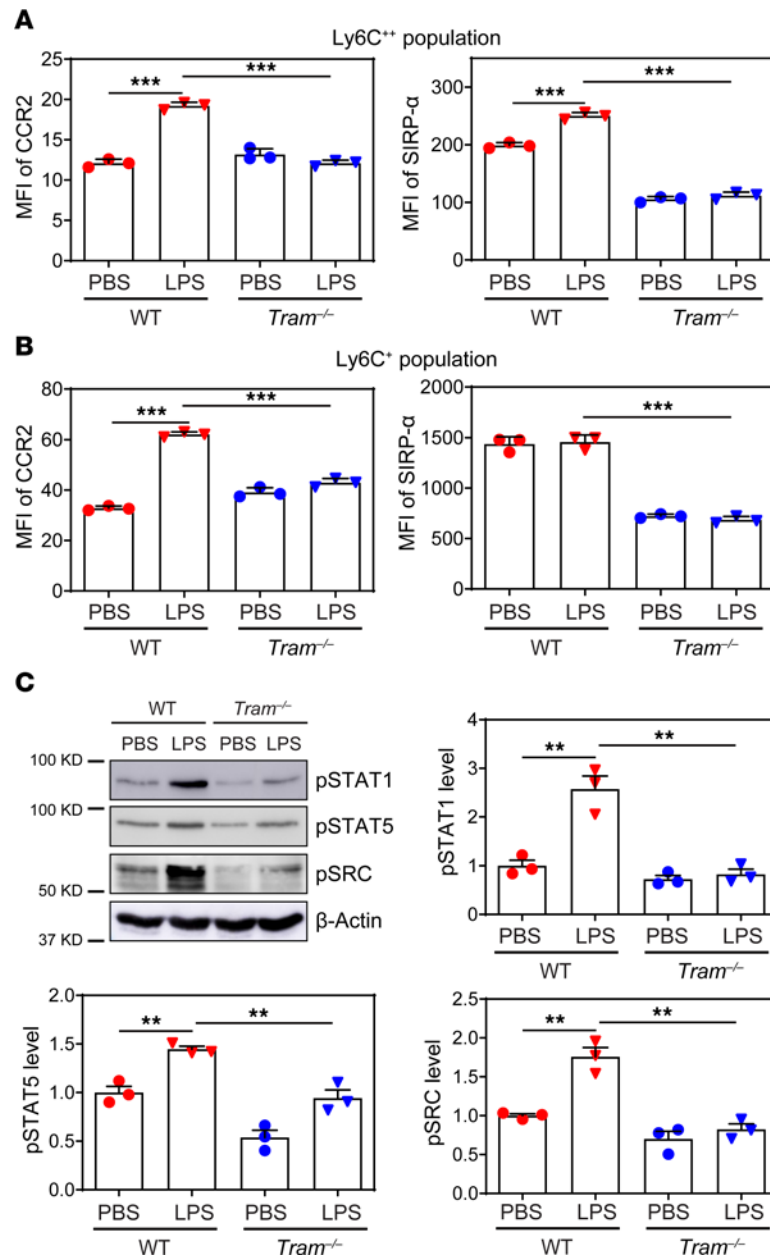 A
Ly6C++ population
MFI of CCR2
25
20
15
10
5
0
***
***
PBS
LPS
PBS
LPS
WT
Tram−/−
MFI of SIRP-α
300
200
100
0
***
***
PBS
LPS
PBS
LPS
WT
Tram−/−
B
Ly6C+ population
MFI of CCR2
80
60
40
20
0
***
***
PBS
LPS
PBS
LPS
WT
Tram−/−
MFI of SIRP-α
2000
1500
1000
500
0
***
PBS
LPS
PBS
LPS
WT
Tram−/−
C
WT
Tram−/−
PBS LPS PBS LPS
100 KD
pSTAT1
100 KD
pSTAT5
pSRC
50 KD
β-Actin
37 KD
pSTAT1 level
4
3
2
1
0
**
**
PBS
LPS
PBS
LPS
WT
Tram−/−
pSTAT5 level
2.0
1.5
1.0
0.5
0.0
**
**
PBS
LPS
PBS
LPS
WT
Tram−/−
pSRC level
2.5
2.0
1.5
1.0
0.5
0.0
**
**
PBS
LPS
PBS
LPS
WT
Tram−/−